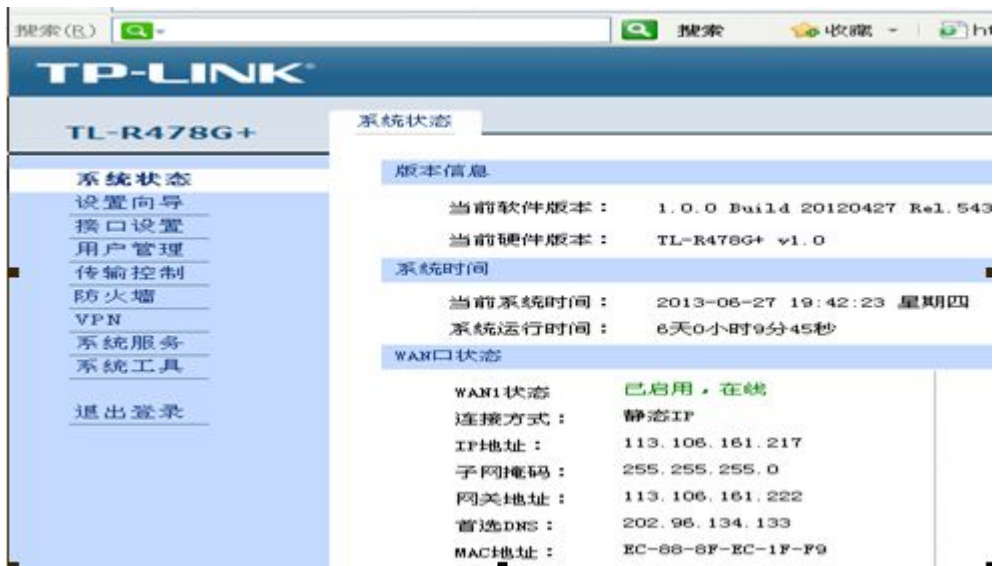 搜索(R) 搜索 收藏 ht
TP-LINK
TL-R478G+
系统状态
系统状态
设置向导
接口设置
用户管理
传输控制
防火墙
VPN
系统服务
系统工具
退出登录
版本信息
当前软件版本： 1.0.0 Build 20120427 Rel.543
当前硬件版本： TL-R478G+ v1.0
系统时间
当前系统时间： 2013-06-27 19:42:23 星期四
系统运行时间： 6天0小时9分45秒
WAN口状态
WAN1状态 已启用，在线
连接方式： 静态IP
IP地址： 113.106.161.217
子网掩码： 255.255.255.0
网关地址： 113.106.161.222
首选DNS： 202.96.134.133
MAC地址： EC-88-8F-EC-1F-F9